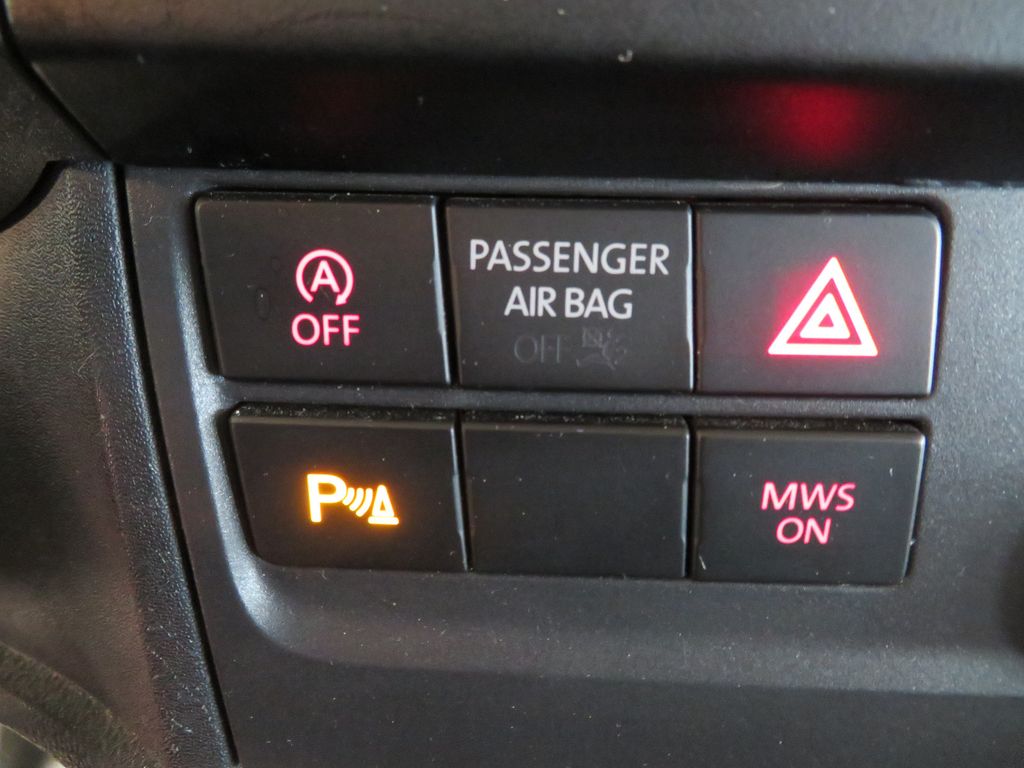 A
OFF
PASSENGER
AIR BAG
OFF
P
MWS
ON